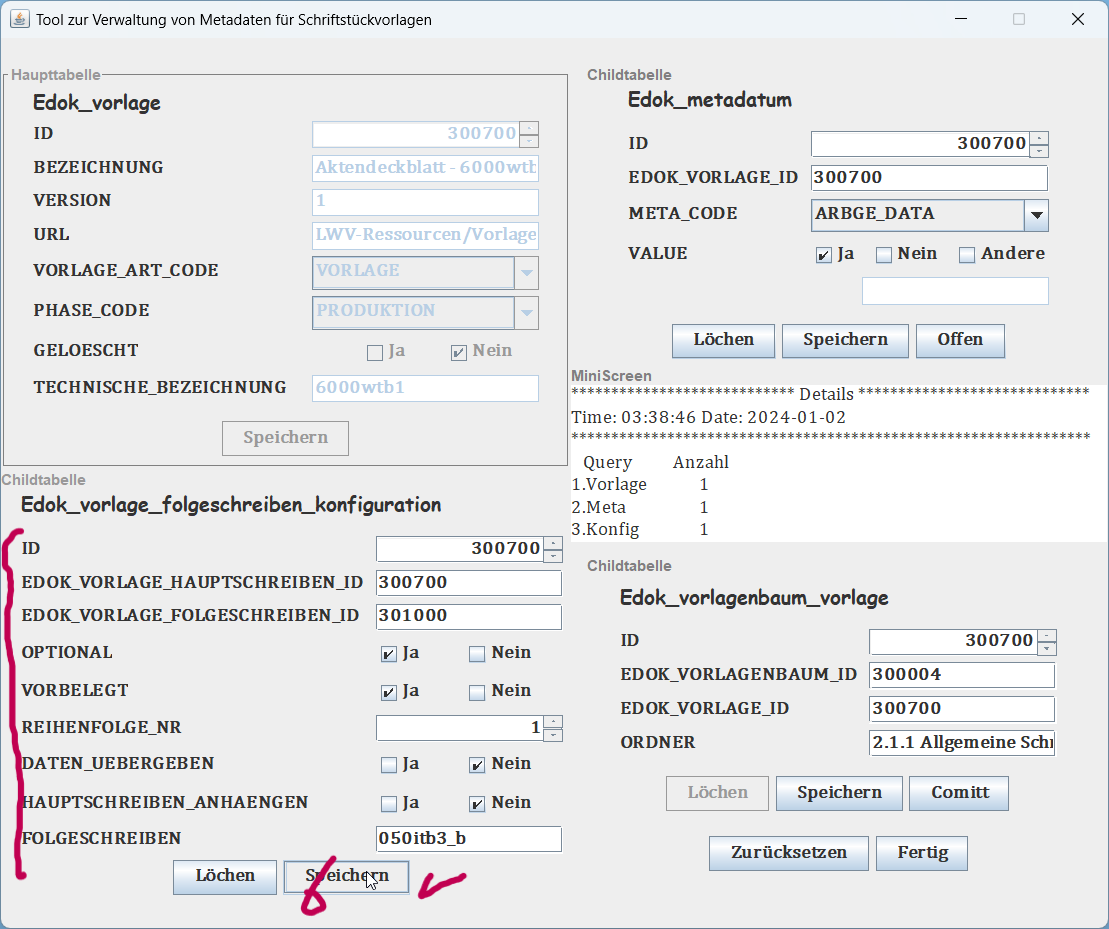 Tool zur Verwaltung von Metadaten für Schriftstückvorlagen
Haupttabelle
Edok_vorlage
ID 300700
BEZEICHNUNG Aktendeckblatt - 6000wtb
VERSION 1
URL LWV-Ressourcen/Vorlage
VORLAGE_ART_CODE VORLAGE
PHASE_CODE PRODUKTION
GELOESCHT Ja Nein
TECHNISCHE_BEZEICHNUNG 6000wtb1
Speichern
Childtabelle
Edok_vorlage_folgeschreiben_konfiguration
ID 300700
EDOK_VORLAGE_HAUPTSCHREIBEN_ID 300700
EDOK_VORLAGE_FOLGESCHREIBEN_ID 301000
OPTIONAL Ja Nein
VORBELEGT Ja Nein
REIHENFOLGE_NR 1
DATEN_UEBERGEBEN Ja Nein
HAUPTSCHREIBEN_ANHAENGEN Ja Nein
FOLGESCHREIBEN 050itb3_b
Löchen Speichern
Childtabelle
Edok_metadatum
ID 300700
EDOK_VORLAGE_ID 300700
META_CODE ARBGE_DATA
VALUE Ja Nein Andere
Löchen Speichern Offen
MiniScreen
*************************** Details ****************************
Time: 03:38:46 Date: 2024-01-02
***************************************************************
Query Anzahl
1.Vorlage 1
2.Meta 1
3.Konfig 1
Childtabelle
Edok_vorlagenbaum_vorlage
ID 300700
EDOK_VORLAGENBAUM_ID 300004
EDOK_VORLAGE_ID 300700
ORDNER 2.1.1 Allgemeine Schr
Löchen Speichern Comitt
Zurücksetzen Fertig